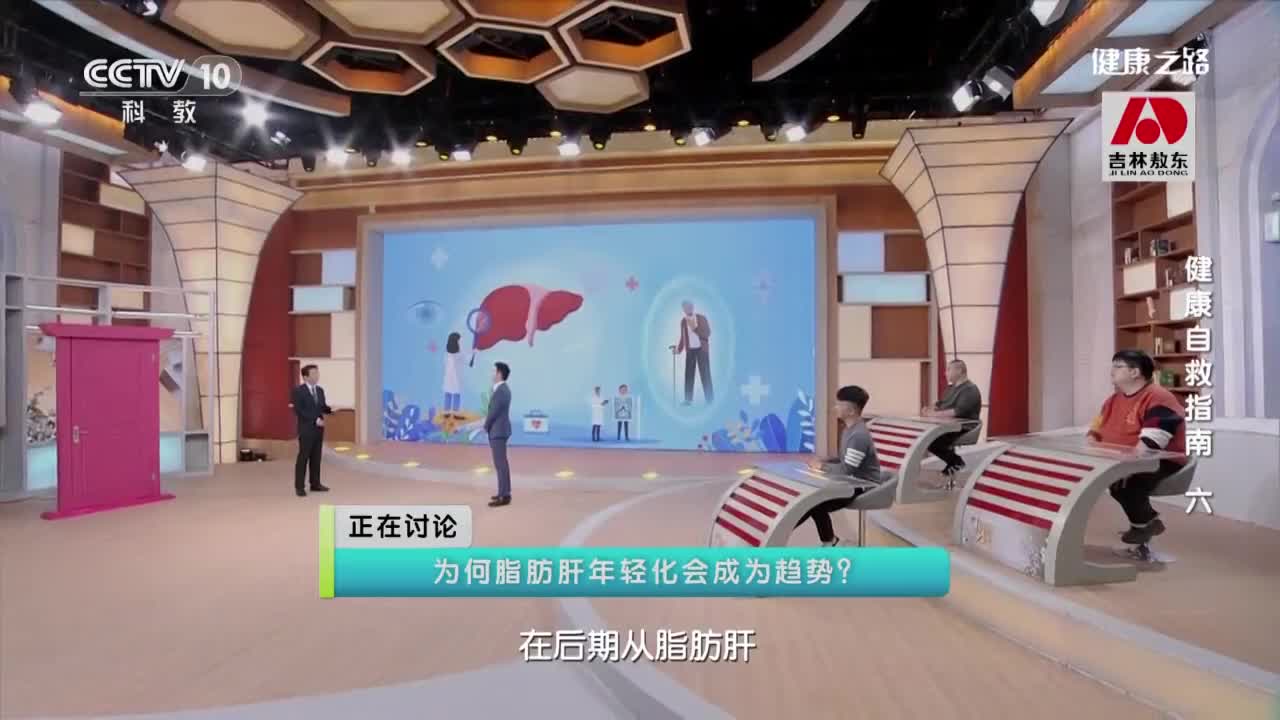 CCTV 10
科教
健康之路
吉林敖东
JI LIN AO DONG
健康自救指南 六
正在讨论
为何脂肪肝年轻化会成为趋势?
在后期从脂肪肝